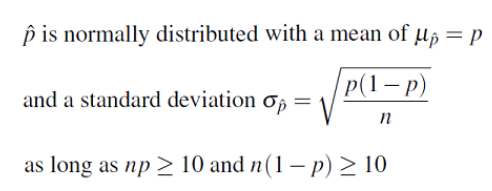 p̂ is normally distributed with a mean of μ_p̂ = p
and a standard deviation σ_p̂ = √(p(1 − p)/n)
as long as np ≥ 10 and n(1 − p) ≥ 10